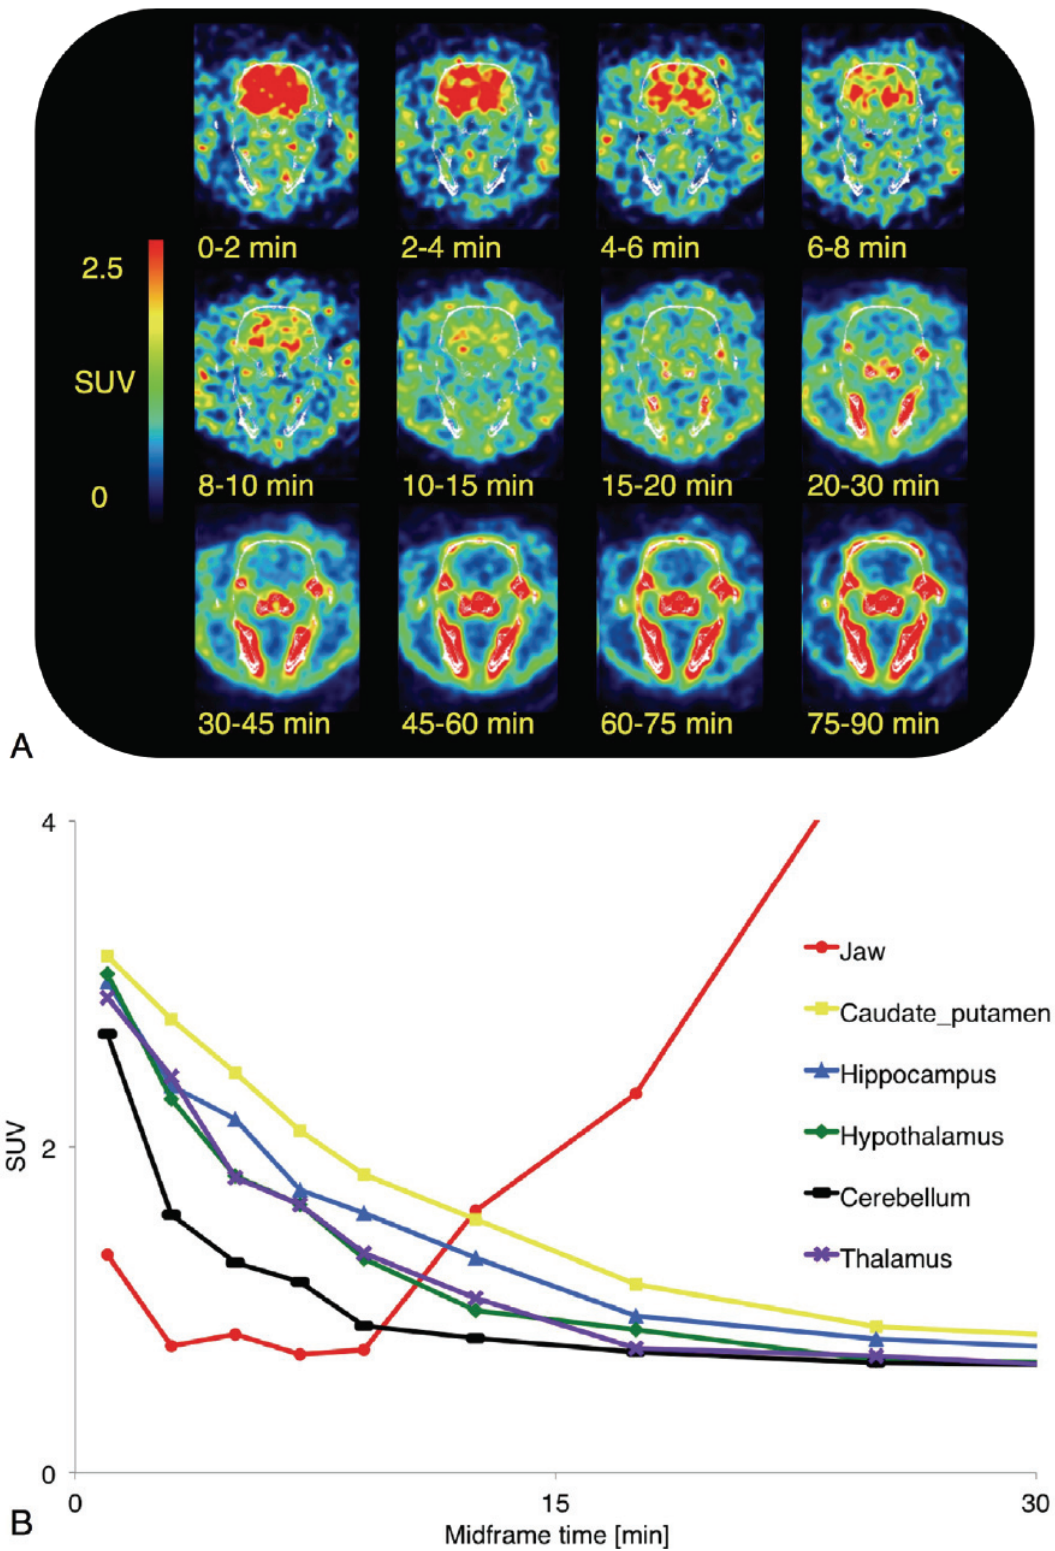 0-2 min
2-4 min
4-6 min
6-8 min
2.5
SUV
0
8-10 min
10-15 min
15-20 min
20-30 min
30-45 min
45-60 min
60-75 min
75-90 min
A
4
2
0
SUV
Jaw
Caudate_putamen
Hippocampus
Hypothalamus
Cerebellum
Thalamus
0
15
30
Midframe time [min]
B